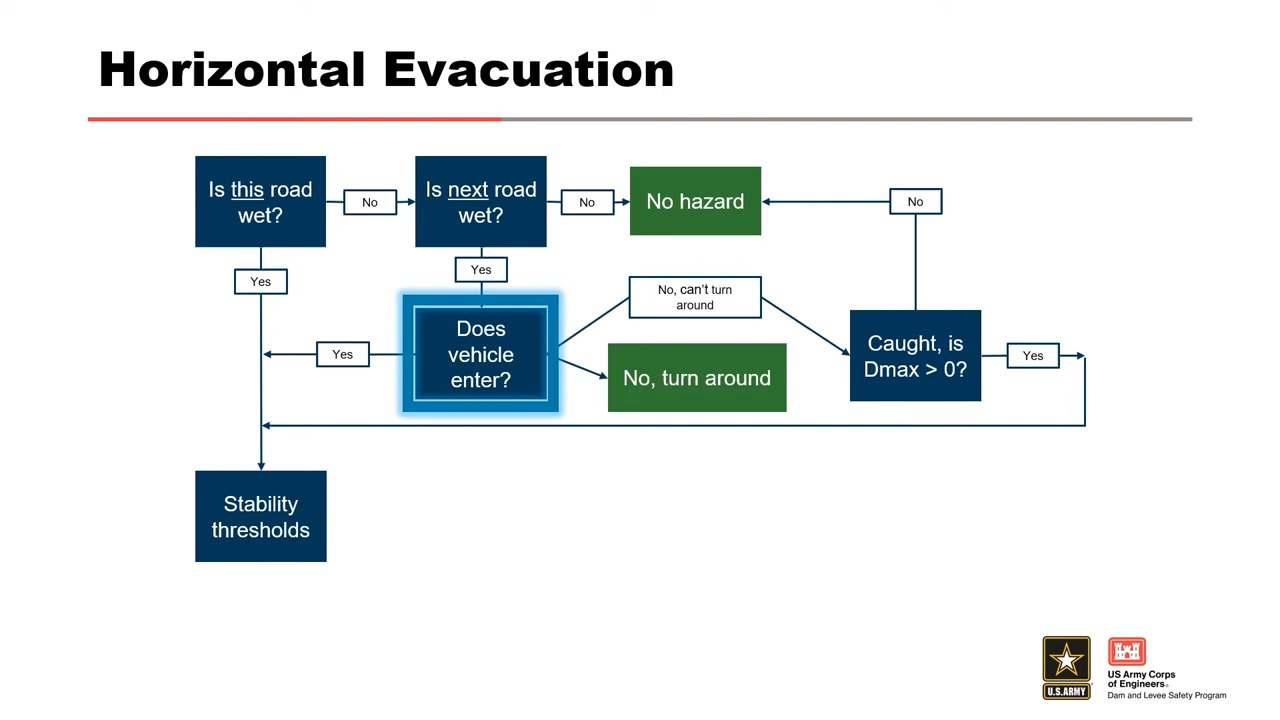 Horizontal Evacuation
Is this road
wet?
No
Is next road
wet?
No
No hazard
No
Yes
Yes
No, can't turn
around
Does
vehicle
enter?
Yes
No, turn around
Caught, is
Dmax > 0?
Yes
Stability
thresholds
U.S.ARMY
US Army Corps
of Engineers®
Dam and Levee Safety Program